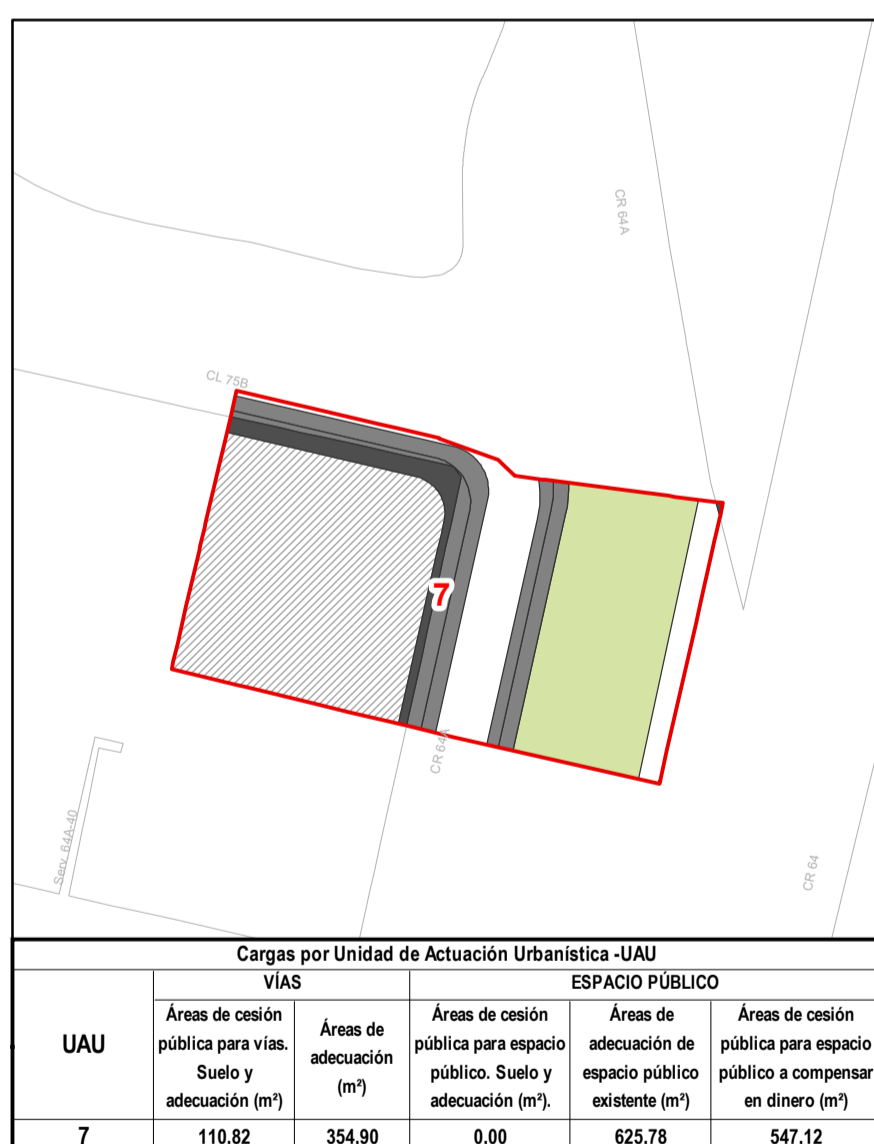 CR 64A
CL 75B
7
CR 64A
Serv. 64A-40
CR 64
Cargas por Unidad de Actuación Urbanística -UAU
VÍAS
ESPACIO PÚBLICO
UAU
Áreas de cesión
pública para vías.
Suelo y
adecuación (m²)
Áreas de
adecuación
(m²)
Áreas de cesión
pública para espacio
público. Suelo y
adecuación (m²).
Áreas de
adecuación de
espacio público
existente (m²)
Áreas de cesión
pública para espacio
público a compensar
en dinero (m²)
7
110.82
354.90
0.00
625.78
547.12